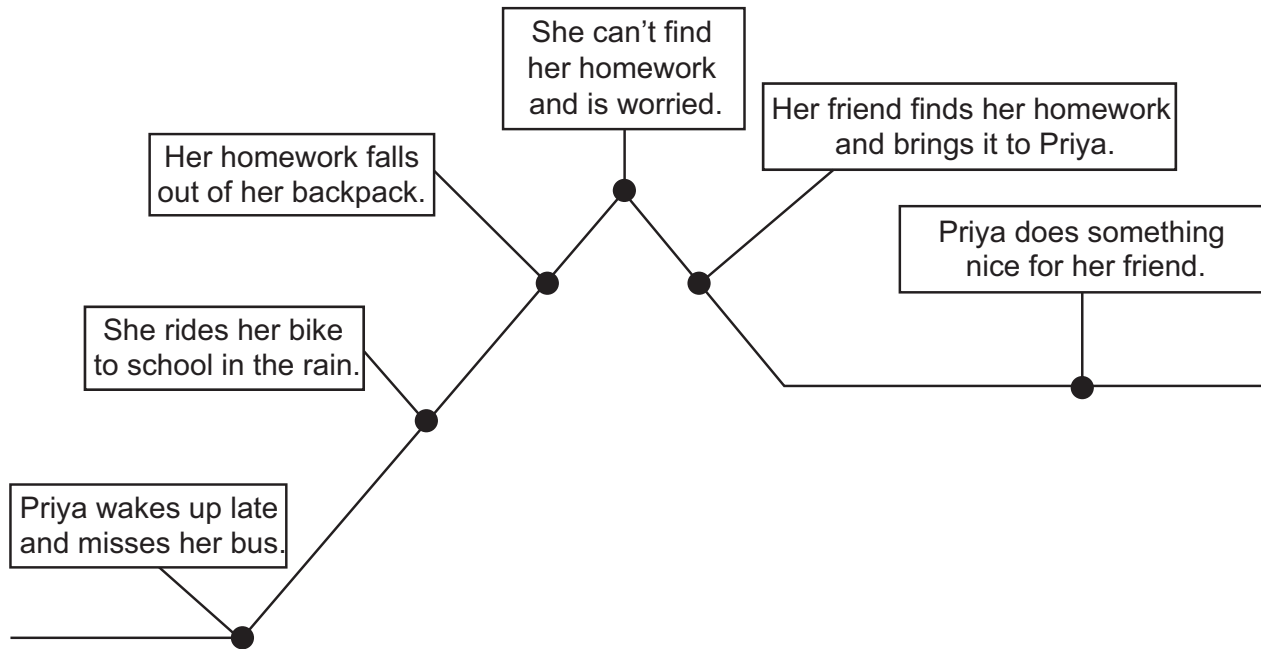 Priya wakes up late
and misses her bus.
She rides her bike
to school in the rain.
Her homework falls
out of her backpack.
She can’t find
her homework
and is worried.
Her friend finds her homework
and brings it to Priya.
Priya does something
nice for her friend.